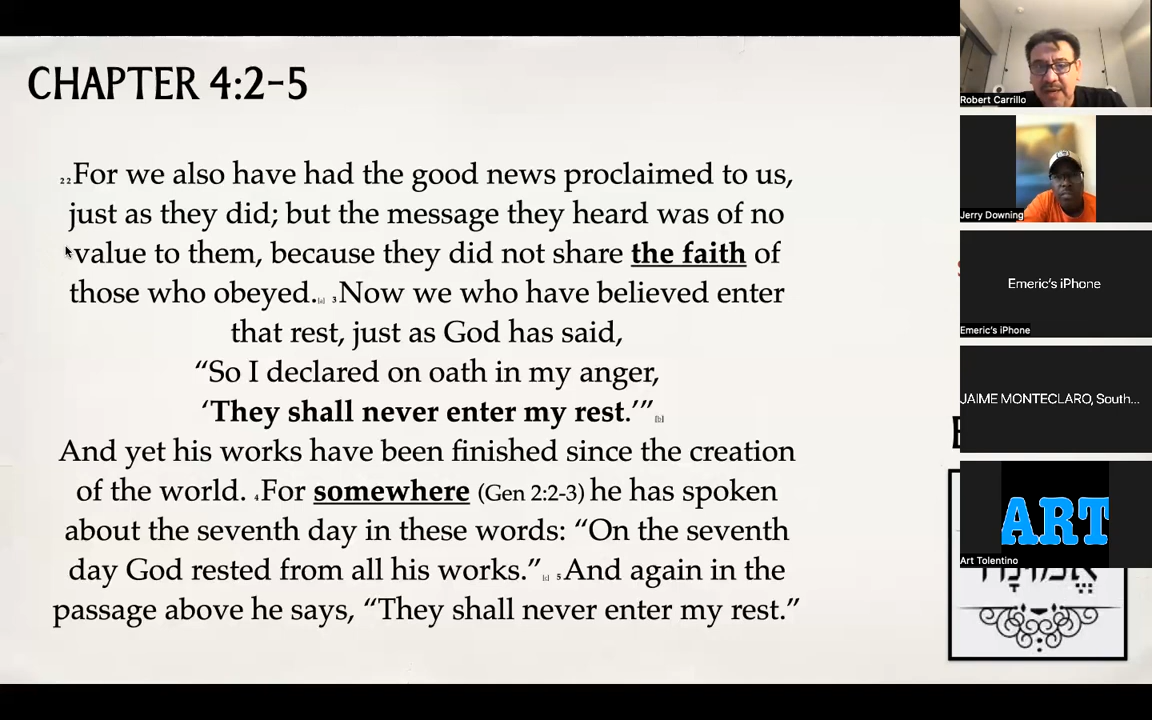 CHAPTER 4:2-5
22For we also have had the good news proclaimed to us,
just as they did; but the message they heard was of no
value to them, because they did not share the faith of
those who obeyed.[a] 3Now we who have believed enter
that rest, just as God has said,
“So I declared on oath in my anger,
‘They shall never enter my rest.’”[b]
And yet his works have been finished since the creation
of the world. 4For somewhere (Gen 2:2-3) he has spoken
about the seventh day in these words: “On the seventh
day God rested from all his works.”[c] 5And again in the
passage above he says, “They shall never enter my rest.”
Robert Carrillo
Jerry Downing
Emeric’s iPhone
Emeric’s iPhone
JAIME MONTECLARO, South...
ART
Art Tolentino
אֱמוּנָה